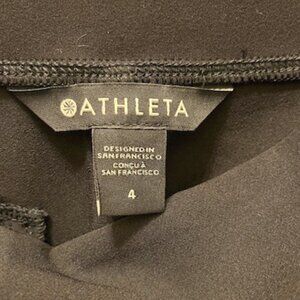 ATHLETA
DESIGNED IN
SAN FRANCISCO
CONÇU À
SAN FRANCISCO
4